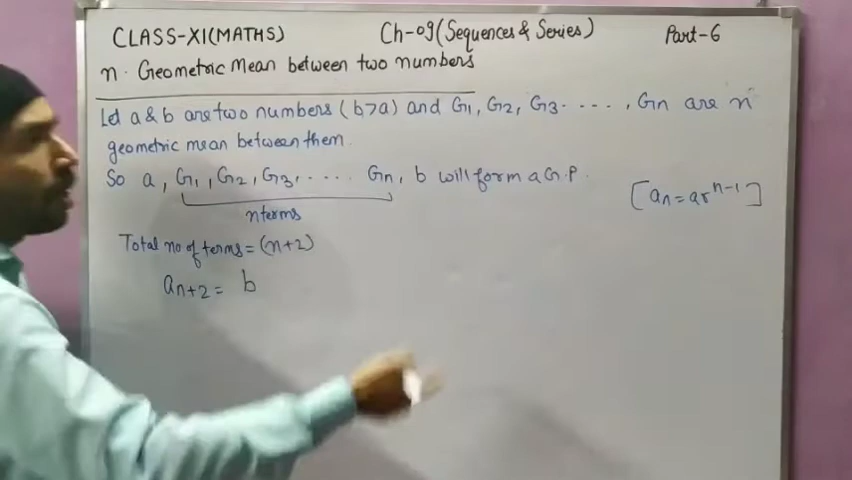 CLASS-XI(MATHS) Ch-09(Sequences & Series) Part-6
n. Geometric Mean between two numbers
Let a & b are two numbers (b>a) and G₁, G₂, G₃. . . . . , Gn are n
geometric mean between them.
So a, G₁, G₂, G₃, . . . . . Gn, b will form a G.P.
[an = arⁿ⁻¹]
n terms
Total no of terms = (n+2)
aₙ₊₂ = b